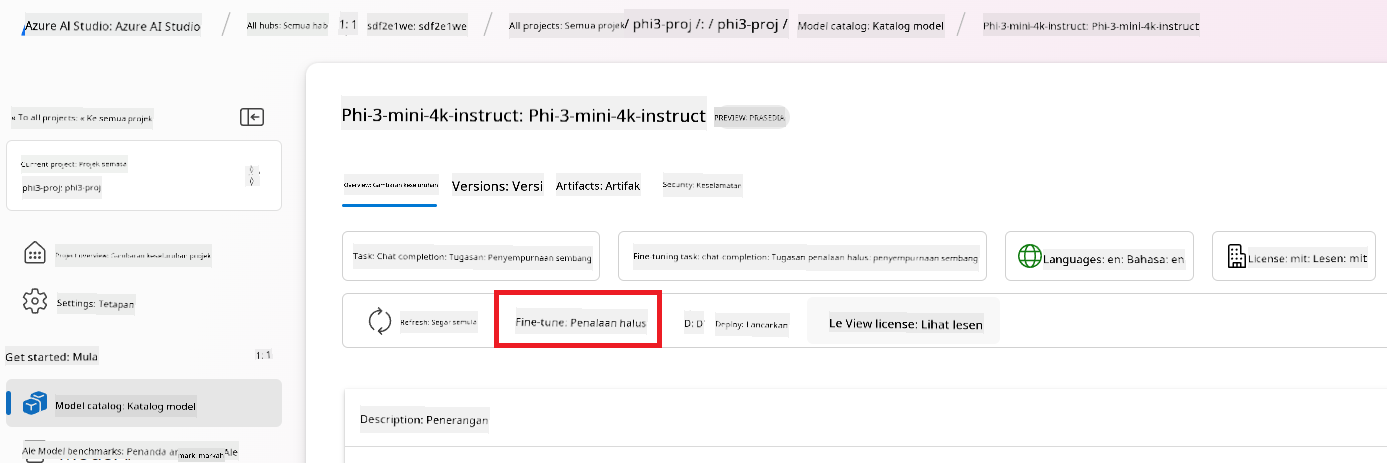 Azure AI Studio: Azure AI Studio / All hubs: Semua hab 1: 1 sdf2e1we: sdf2e1we / All projects: Semua projek / phi3-proj /: / phi3-proj / Model catalog: Katalog model / Phi-3-mini-4k-instruct: Phi-3-mini-4k-instruct
« To all projects: « Ke semua projek
Current project: Projek semasa
phi3-proj: phi3-proj
Project overview: Gambaran keseluruhan projek
Settings: Tetapan
Get started: Mula 1: 1
Model catalog: Katalog model
Aie Model benchmarks: Penanda ar mark markah Aie
Phi-3-mini-4k-instruct: Phi-3-mini-4k-instruct PREVIEW: PRASEDIA
Overview: Gambaran keseluruhan Versions: Versi Artifacts: Artifak Security: Keselamatan
Task: Chat completion: Tugasan: Penyempurnaan sembang
Fine-tuning task: chat completion: Tugasan penalaan halus: penyempurnaan sembang
Languages: en: Bahasa: en
License: mit: Lesen: mit
Refresh: Segar semula Fine-tune: Penalaan halus D: D Deploy: Lancarkan Le View license: Lihat lesen
Description: Penerangan